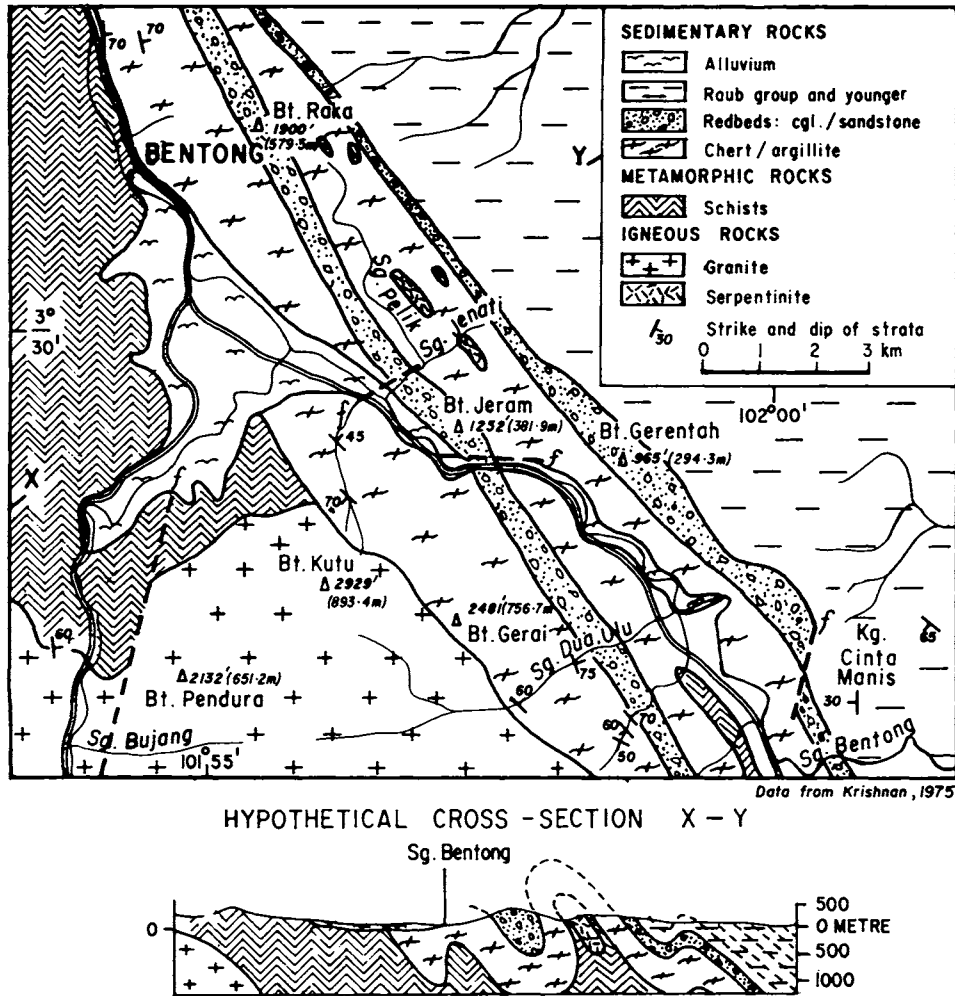 SEDIMENTARY ROCKS
Alluvium
Raub group and younger
Redbeds: cgl./sandstone
Chert/argillite
METAMORPHIC ROCKS
Schists
IGNEOUS ROCKS
Granite
Serpentinite
30 Strike and dip of strata
0 1 2 3
km
70 70
Bt. Raka
Δ 1900'
(579·5m)
BENTONG
Y
Sg. Pelik
Sg. Jenati
3°
30'
102°00'
Bt. Jeram
Δ 1252'(381·9m)
Bt. Gerentah
Δ 965'(294·3m)
f
45
f
X
f
70
Bt. Kutu
Δ 2929'
(893·4m)
2481'(756·7m)
Δ
Bt. Gerai
Sg. Dua Ulu
f
Kg.
Cinta
Manis
65
60
Δ 2132'(651·2m)
Bt. Pendura
75
60
30
60 70
50
Sg. Bujang
101°55'
Sg. Bentong
Data from Krishnan, 1975
HYPOTHETICAL CROSS-SECTION X-Y
Sg. Bentong
500
0 0 METRE
500
1000